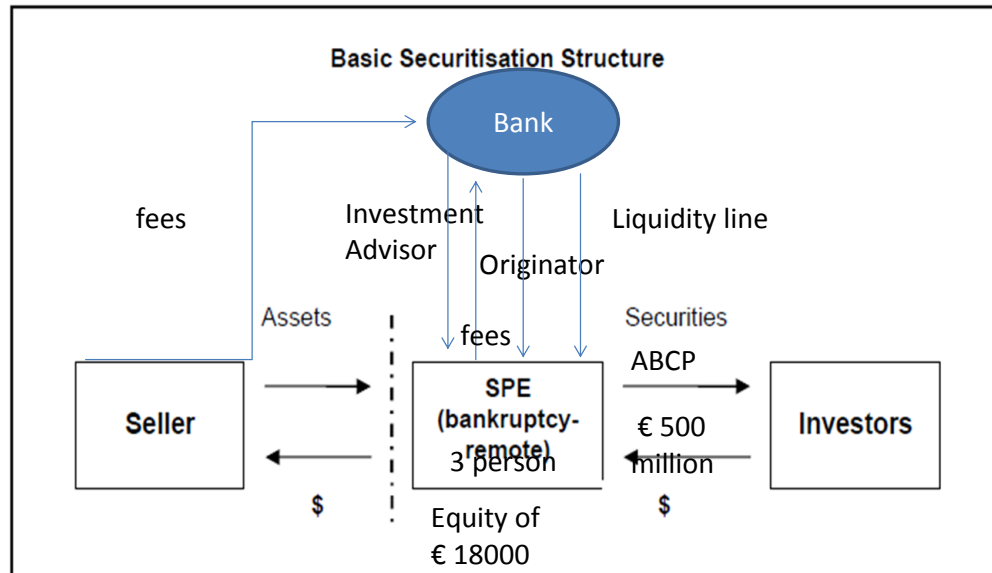 Basic Securitisation Structure
Bank
fees
Investment
Advisor
Originator
Liquidity line
Assets
fees
Securities
ABCP
Seller
SPE
(bankruptcy-
remote)
3 person
€ 500
million
Investors
$
Equity of
€ 18000
$